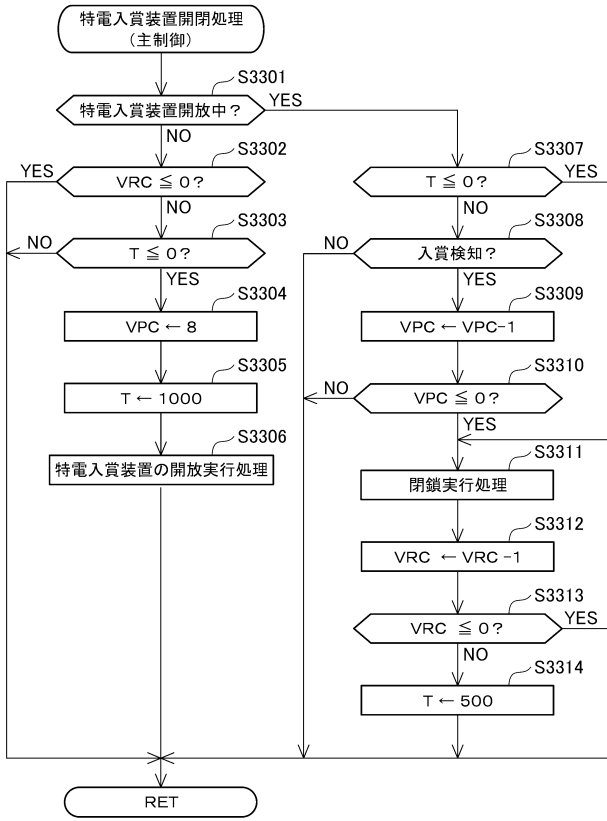 特電入賞装置開閉処理
(主制御)
S3301
特電入賞装置開放中？
YES
NO
S3302
YES
VRC ≦ 0？
NO
S3303
NO
T ≦ 0？
YES
S3304
VPC ← 8
S3305
T ← 1000
S3306
特電入賞装置の開放実行処理
S3307
T ≦ 0？
YES
NO
S3308
NO
入賞検知？
YES
S3309
VPC ← VPC-1
S3310
NO
VPC ≦ 0？
YES
S3311
閉鎖実行処理
S3312
VRC ← VRC -1
S3313
VRC ≦ 0？
YES
NO
S3314
T ← 500
RET